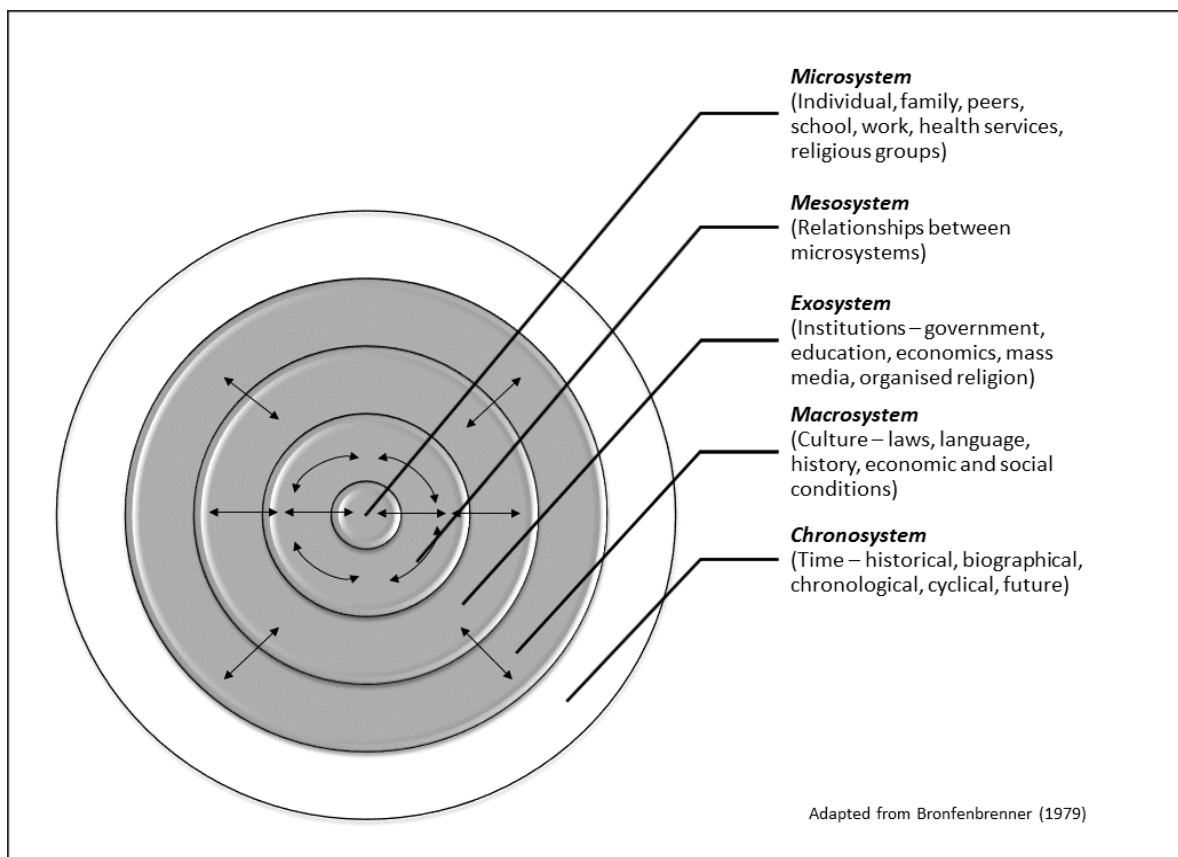 Microsystem
(Individual, family, peers,
school, work, health services,
religious groups)
Mesosystem
(Relationships between
microsystems)
Exosystem
(Institutions – government,
education, economics, mass
media, organised religion)
Macrosystem
(Culture – laws, language,
history, economic and social
conditions)
Chronosystem
(Time – historical, biographical,
chronological, cyclical, future)
Adapted from Bronfenbrenner (1979)